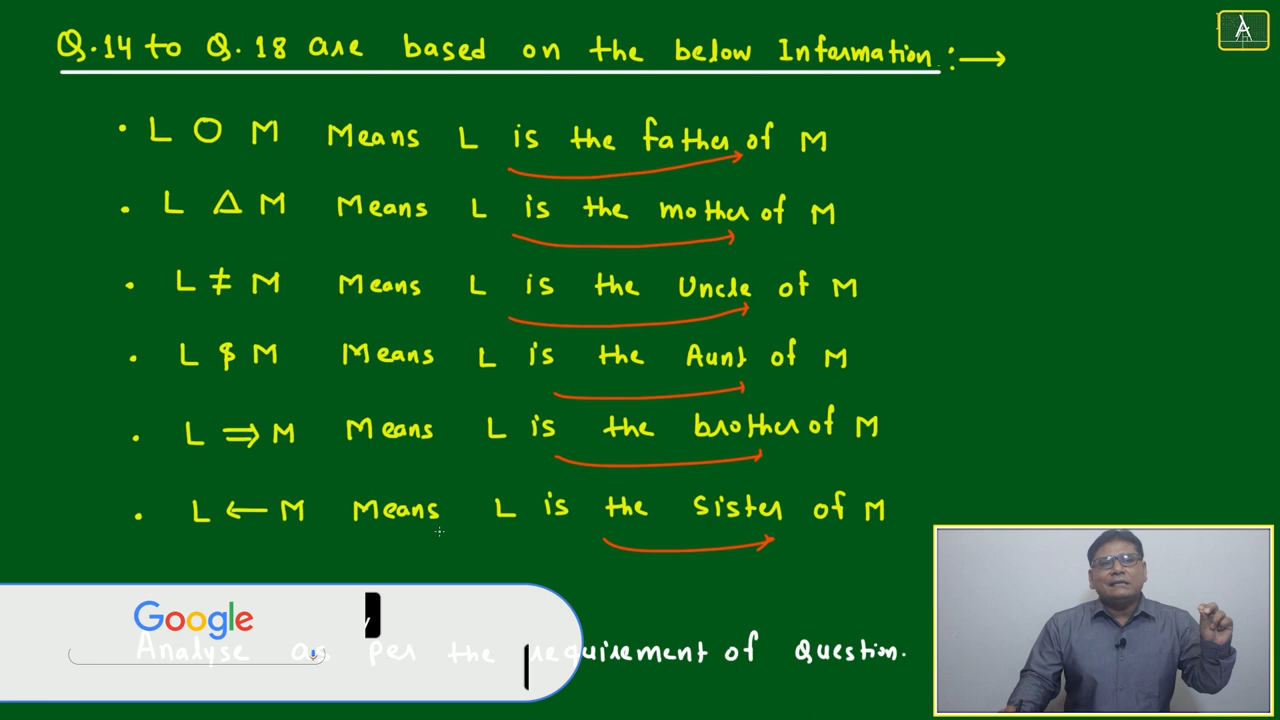 Q.14 to Q.18 are based on the below Information :→
• L O M Means L is the father of M
• L Δ M Means L is the mother of M
• L ≠ M Means L is the Uncle of M
• L $ M Means L is the Aunt of M
• L ⇒ M Means L is the brother of M
• L ← M Means L is the Sister of M
Google
Analyse as per the requirement of Question.